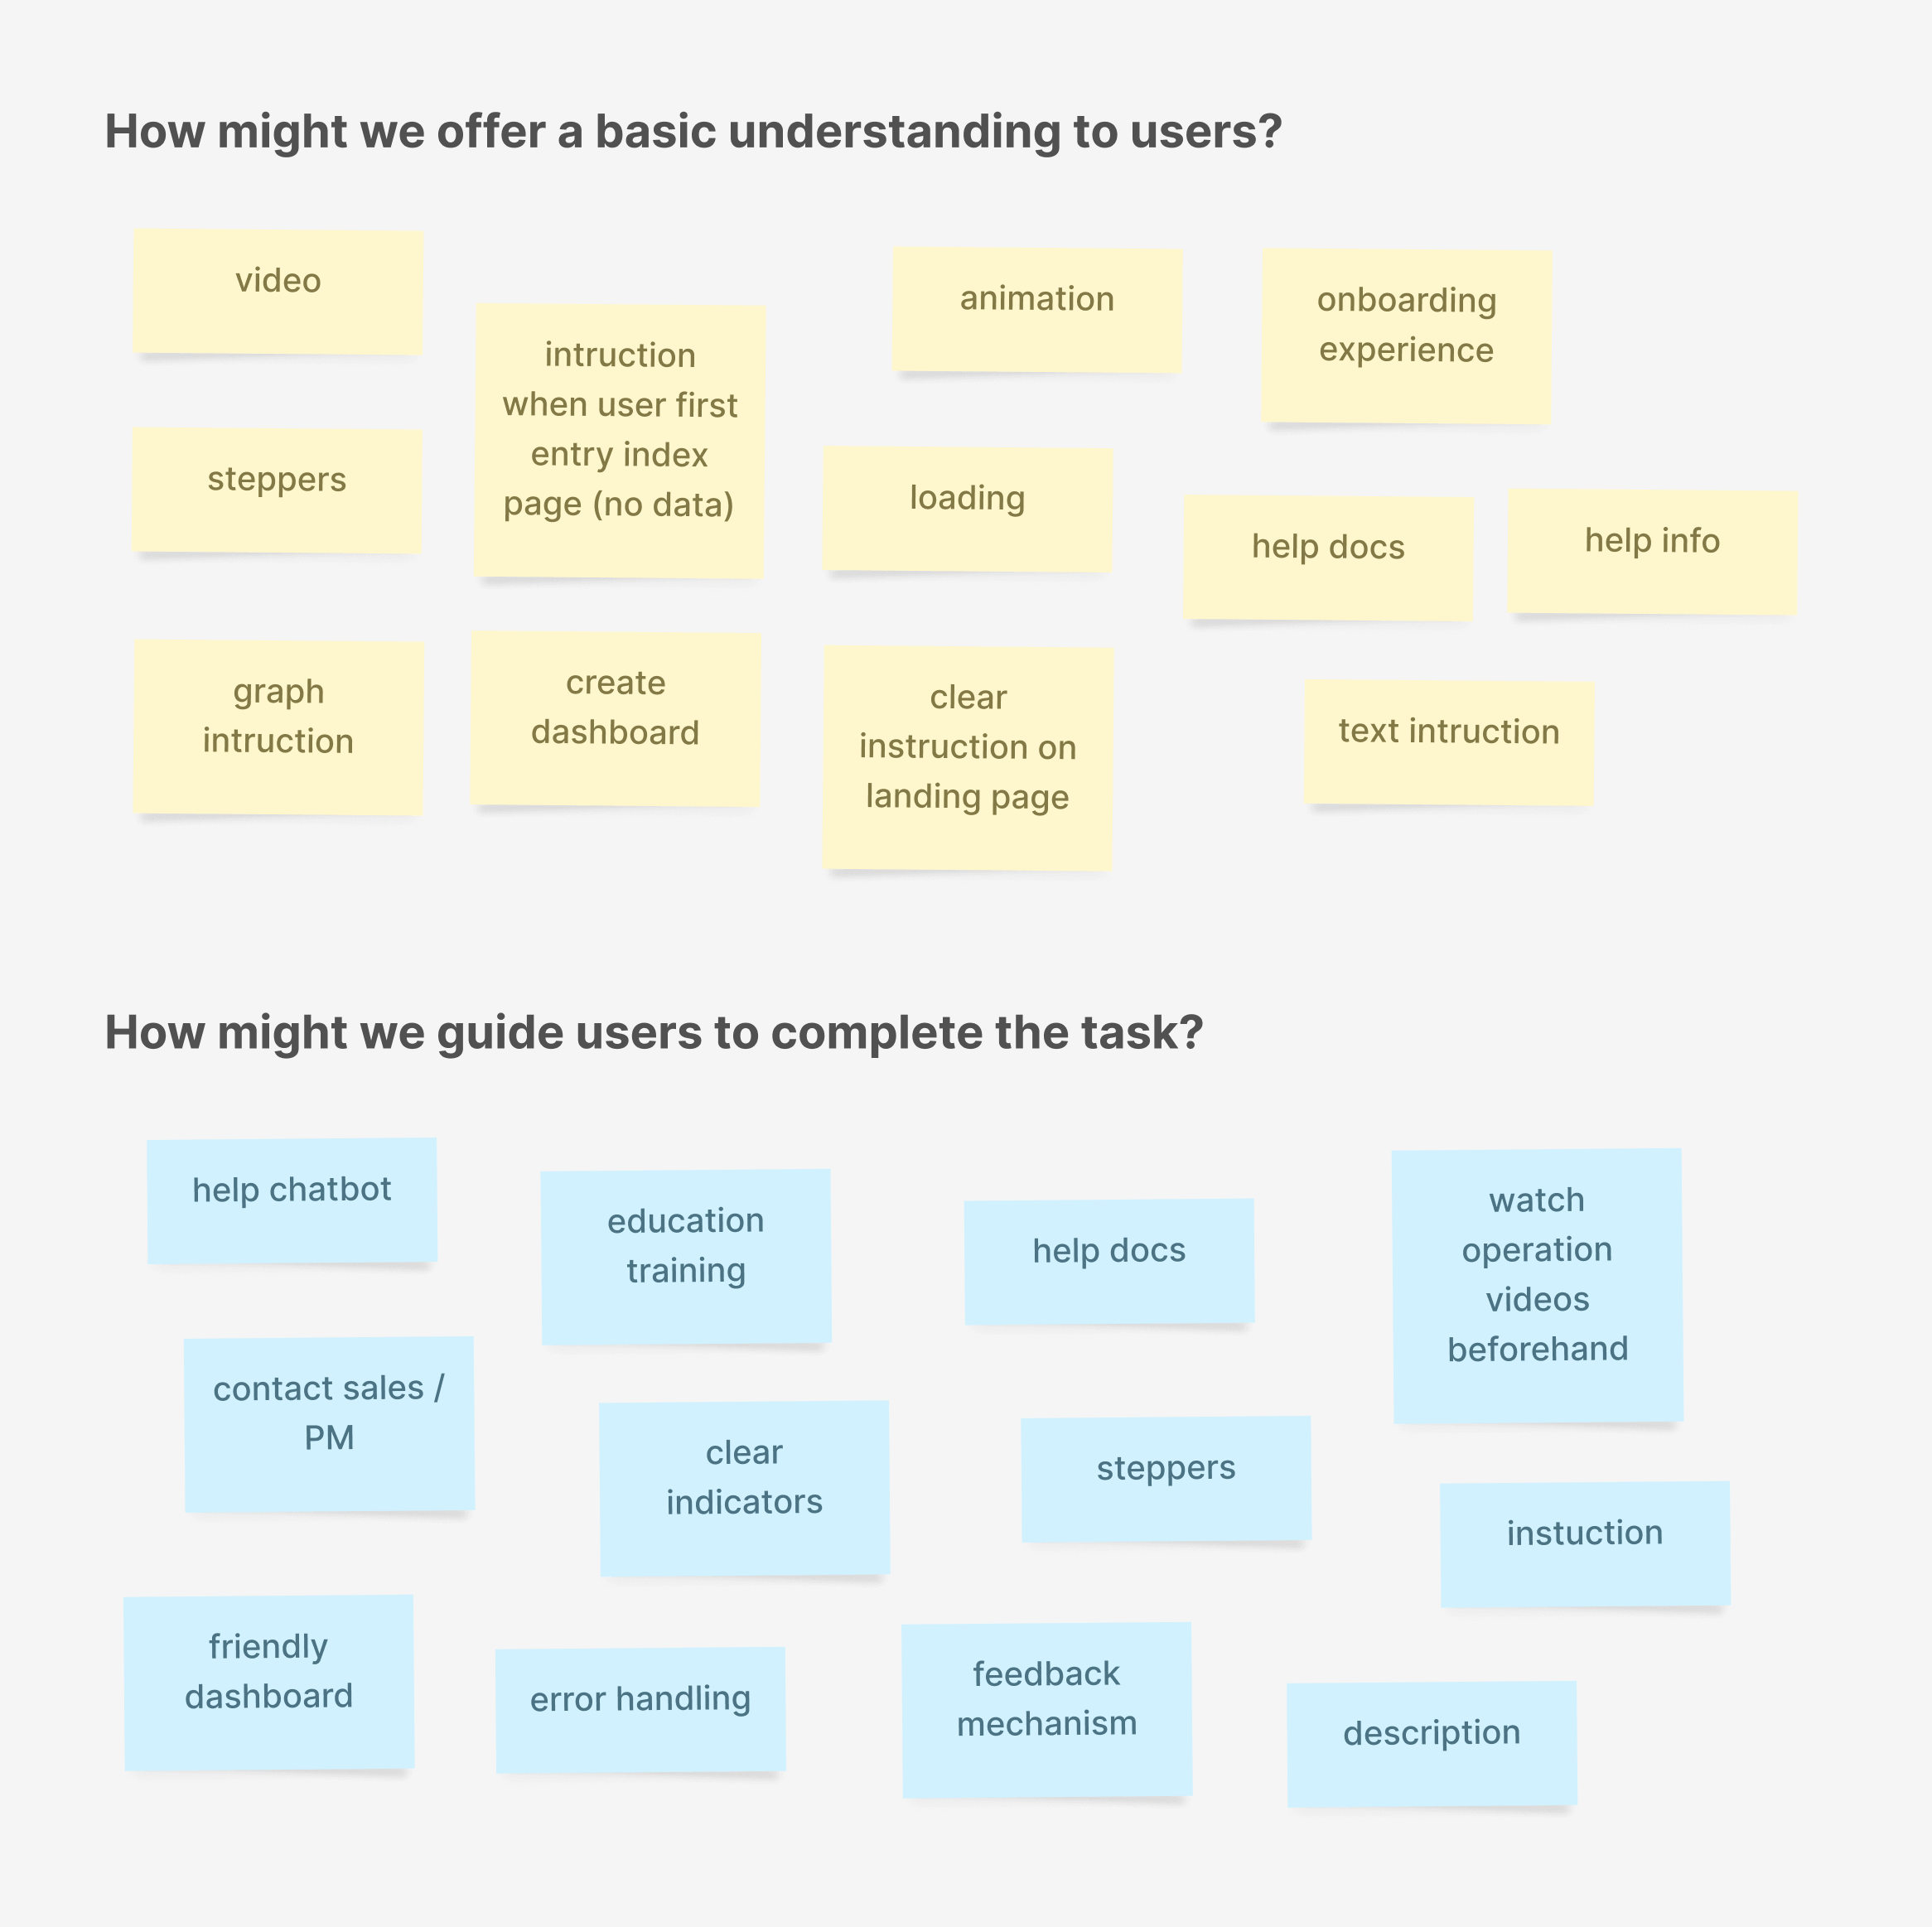 How might we offer a basic understanding to users?
video
intruction
when user first
entry index
page (no data)
animation
onboarding
experience
steppers
loading
help docs
help info
graph
intruction
create
dashboard
clear
instruction on
landing page
text intruction
How might we guide users to complete the task?
help chatbot
education
training
help docs
watch
operation
videos
beforehand
contact sales /
PM
clear
indicators
steppers
instuction
friendly
dashboard
error handling
feedback
mechanism
description